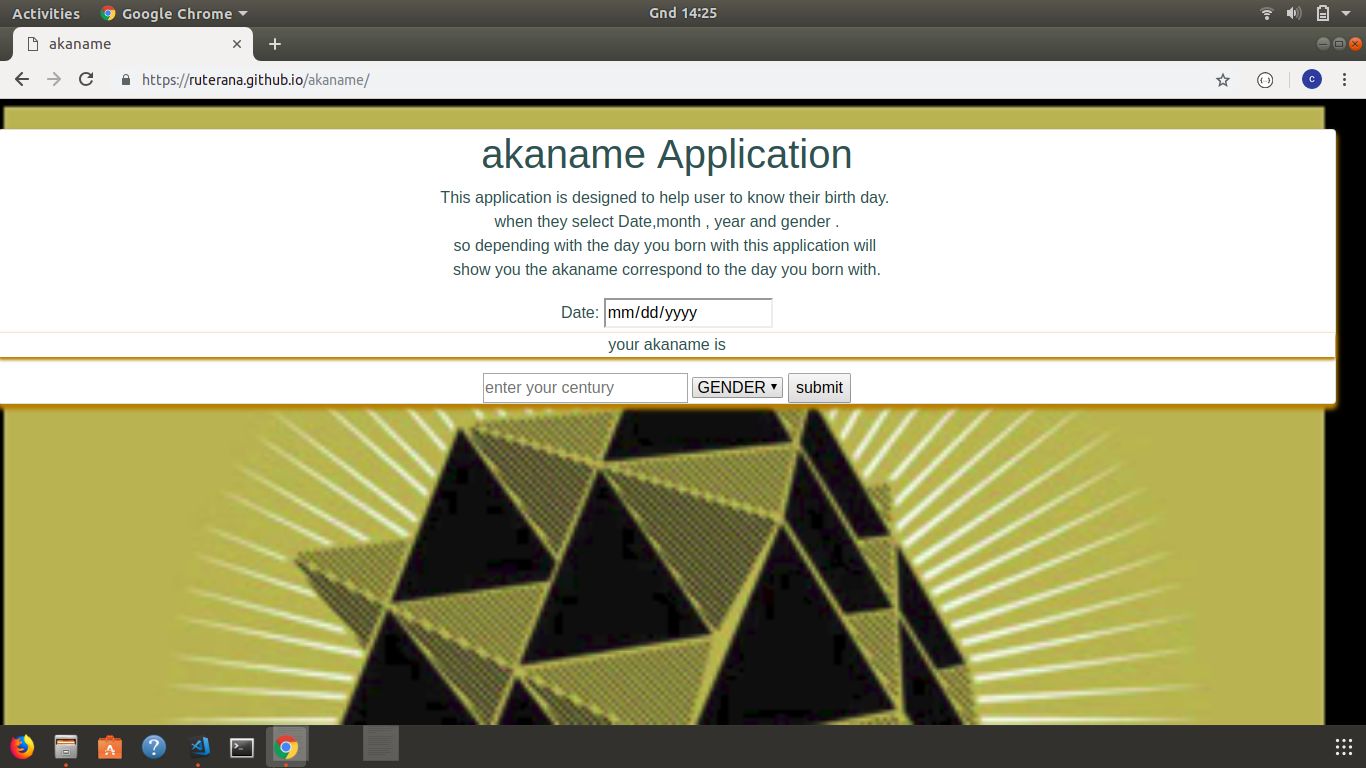 Activities
Google Chrome
Gnd 14:25
akaname
https://ruterana.github.io/akaname/
c
akaname Application
This application is designed to help user to know their birth day.
when they select Date,month , year and gender .
so depending with the day you born with this application will
show you the akaname correspond to the day you born with.
Date: mm/dd/yyyy
your akaname is
enter your century GENDER submit